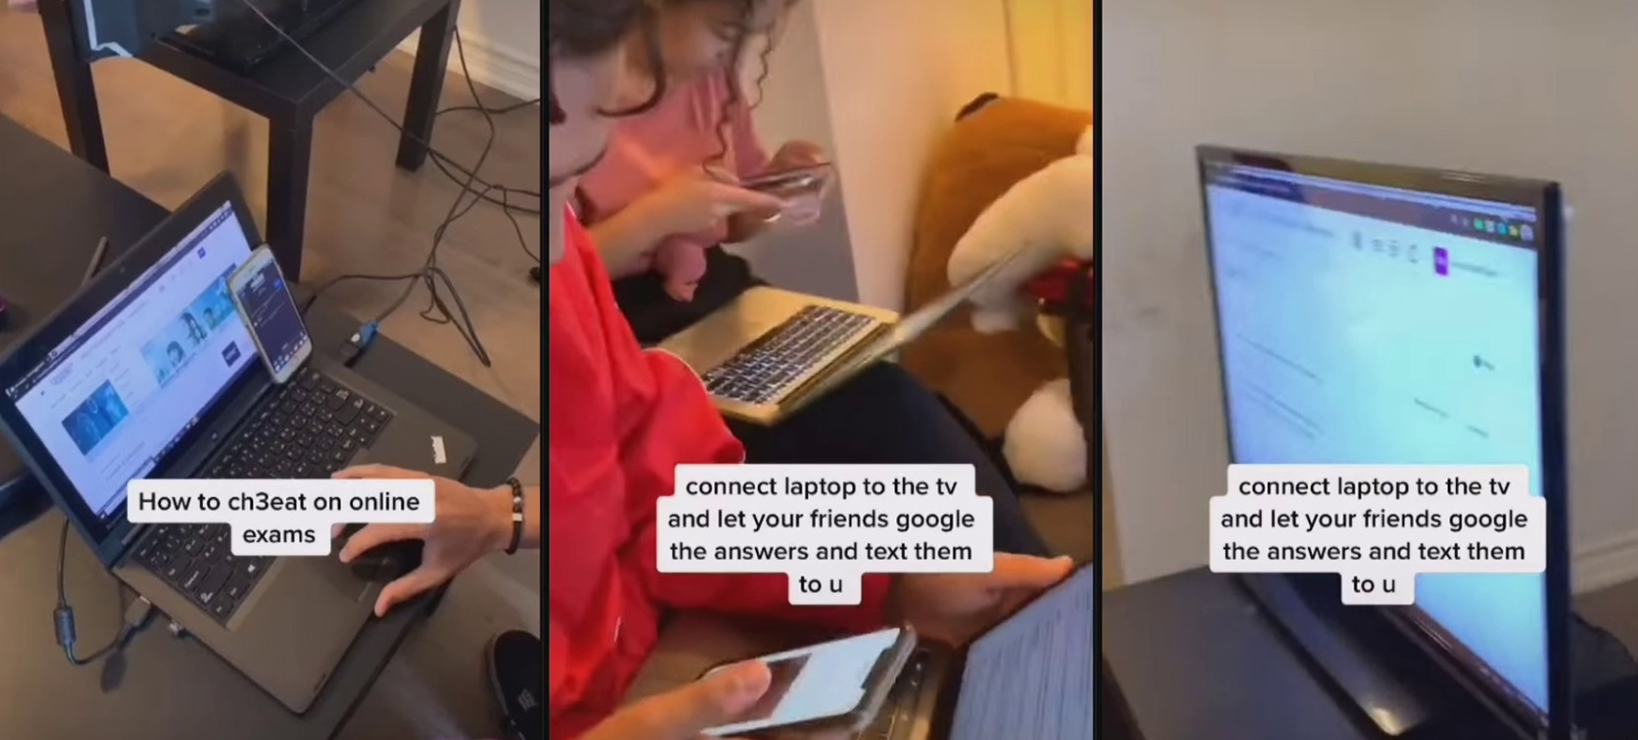 How to ch3eat on online
exams
connect laptop to the tv
and let your friends google
the answers and text them
to u
connect laptop to the tv
and let your friends google
the answers and text them
to u